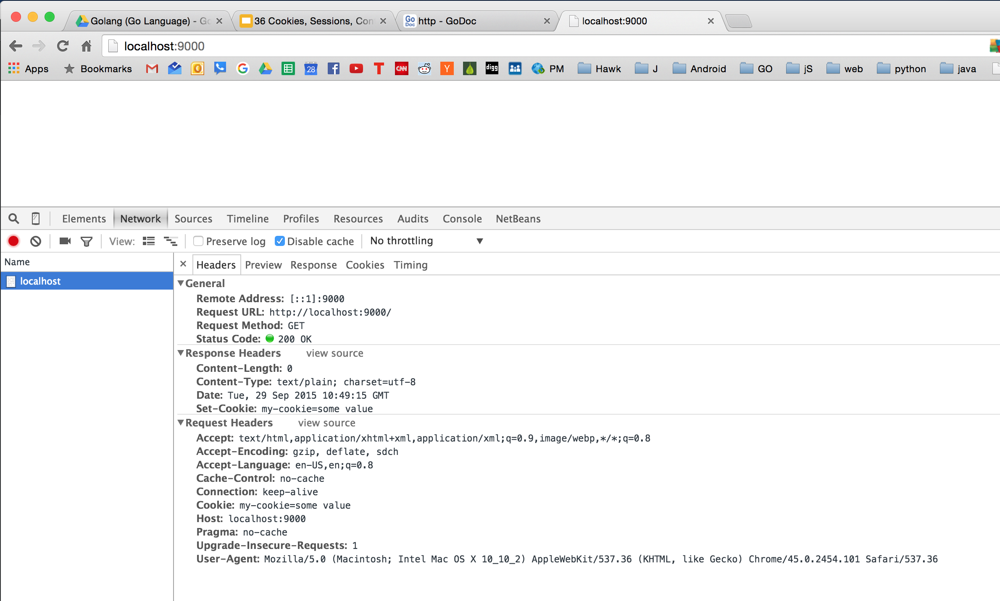 Golang (Go Language) - Go
36 Cookies, Sessions, Con
Go Doc http - GoDoc
localhost:9000
localhost:9000
Apps Bookmarks 28 CNN Y digg PM Hawk J Android GO jS web python java
Elements Network Sources Timeline Profiles Resources Audits Console NetBeans
View: Preserve log Disable cache No throttling
Name
Headers Preview Response Cookies Timing
localhost
General
Remote Address: [::1]:9000
Request URL: http://localhost:9000/
Request Method: GET
Status Code: 200 OK
Response Headers view source
Content-Length: 0
Content-Type: text/plain; charset=utf-8
Date: Tue, 29 Sep 2015 10:49:15 GMT
Set-Cookie: my-cookie=some value
Request Headers view source
Accept: text/html,application/xhtml+xml,application/xml;q=0.9,image/webp,*/*;q=0.8
Accept-Encoding: gzip, deflate, sdch
Accept-Language: en-US,en;q=0.8
Cache-Control: no-cache
Connection: keep-alive
Cookie: my-cookie=some value
Host: localhost:9000
Pragma: no-cache
Upgrade-Insecure-Requests: 1
User-Agent: Mozilla/5.0 (Macintosh; Intel Mac OS X 10_10_2) AppleWebKit/537.36 (KHTML, like Gecko) Chrome/45.0.2454.101 Safari/537.36